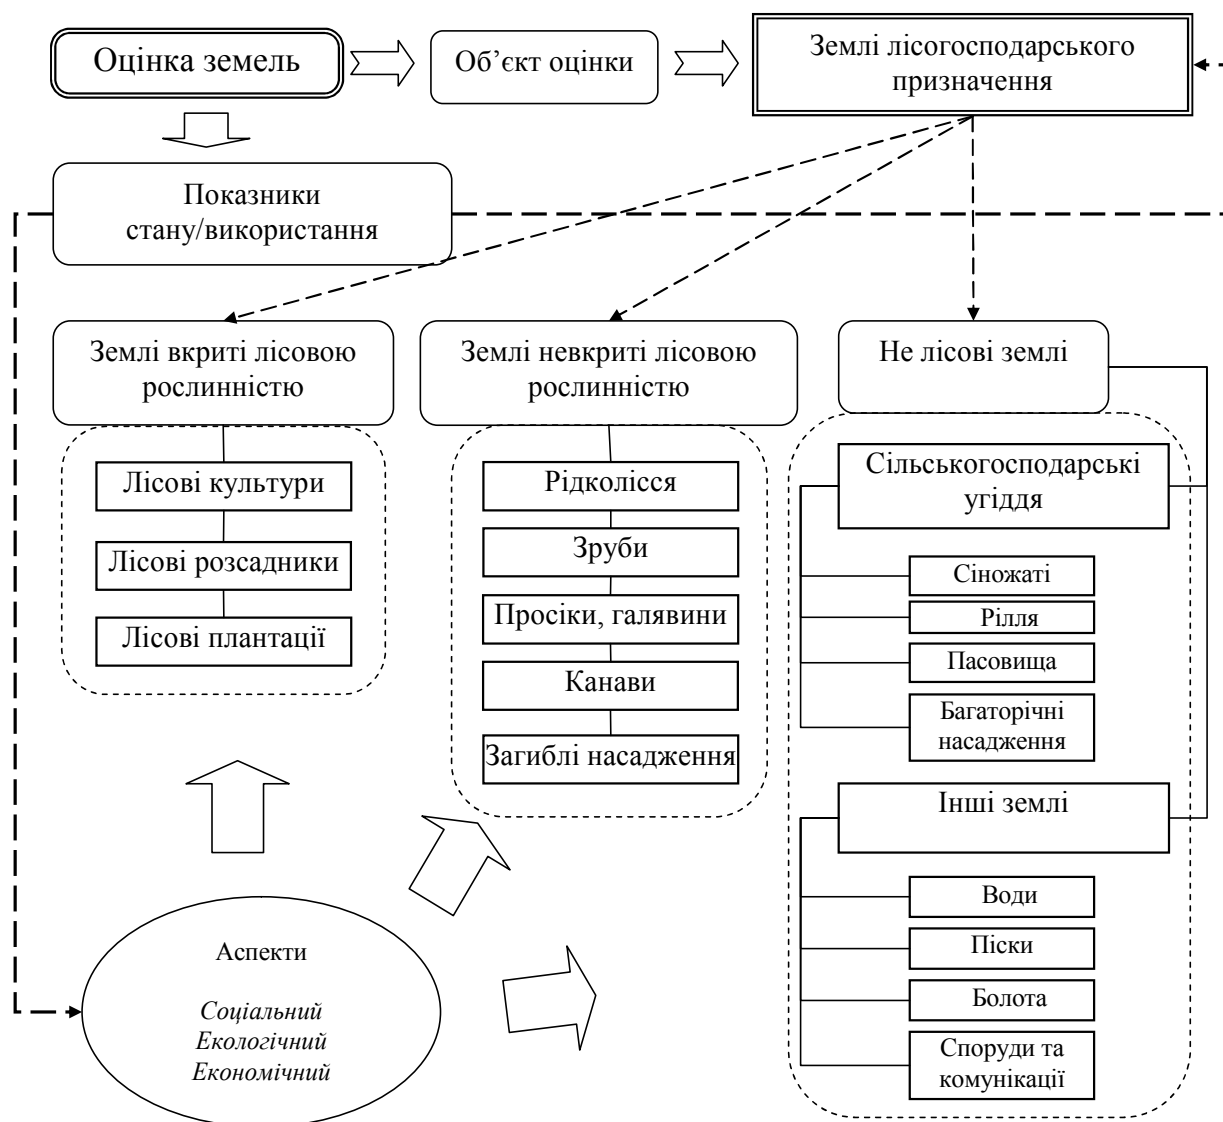 Оцінка земель
Об’єкт оцінки
Землі лісогосподарського
призначення
Показники
стану/використання
Землі вкриті лісовою
рослинністю
Землі невкриті лісовою
рослинністю
Не лісові землі
Лісові культури
Лісові розсадники
Лісові плантації
Рідколісся
Зруби
Просіки, галявини
Канави
Загиблі насадження
Сільськогосподарські
угіддя
Сіножаті
Рілля
Пасовища
Багаторічні
насадження
Інші землі
Води
Піски
Болота
Споруди та
комунікації
Аспекти
Соціальний
Екологічний
Економічний